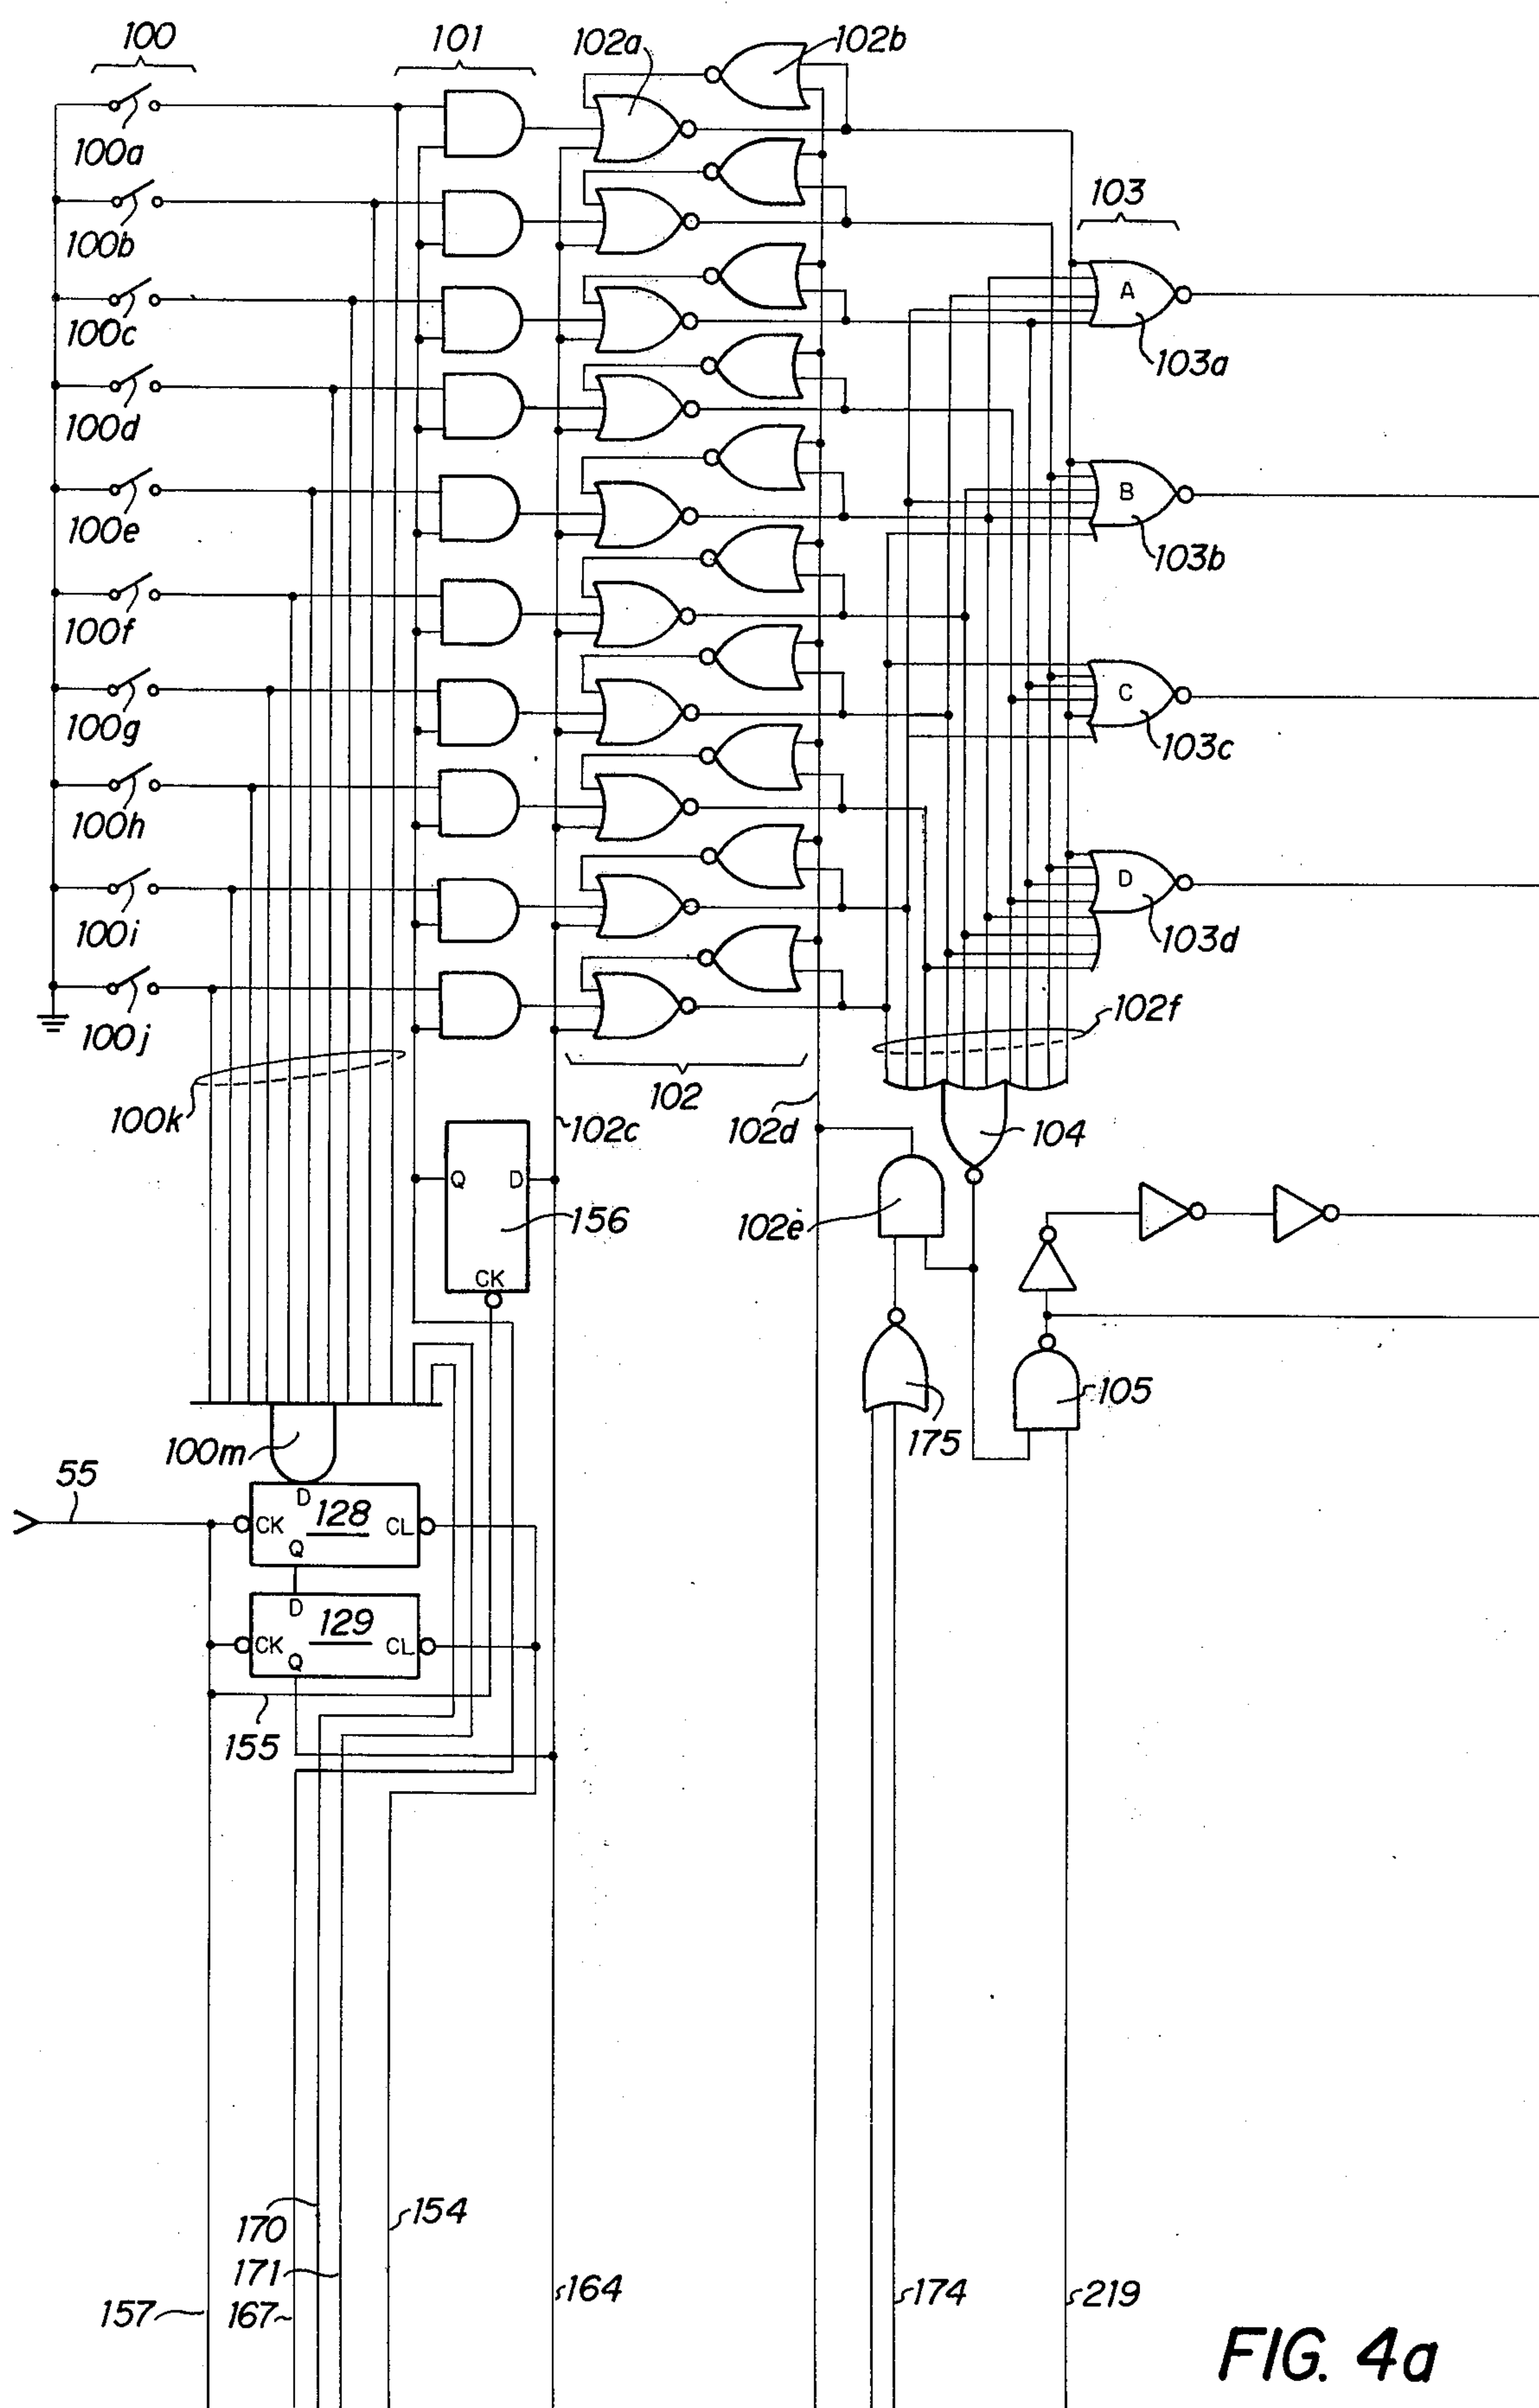 100
101
102a
102b
100a
103
100b
A
100c
103a
100d
B
100e
103b
100f
C
100g
103c
100h
D
100i
103d
100j
102f
100k
102
102c
102d
104
Q D
156
102e
CK
105
100m
175
55
D
CK 128 CL
Q
D
CK 129 CL
Q
155
170
154
171
164
174
219
157
167
FIG. 4a